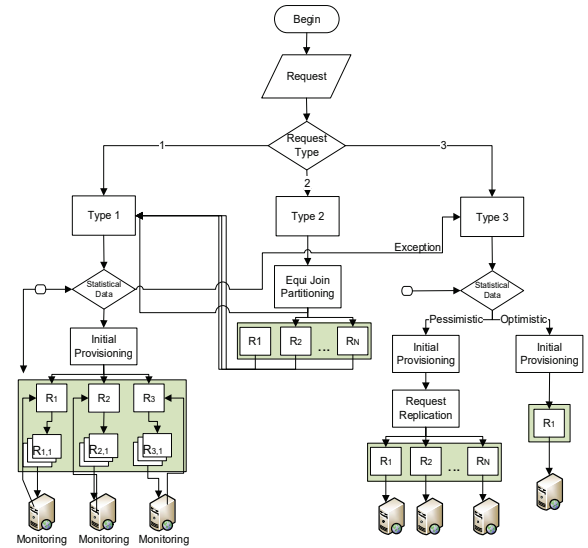 Begin
Request
Request
Type
1
2
3
Type 1
Type 2
Type 3
Exception
Statistical
Data
Equi Join
Partitioning
Statistical
Data
Initial
Provisioning
R1 R2 ... RN
Pessimistic Optimistic
Initial
Provisioning
Initial
Provisioning
R1 R2 R3
Request
Replication
R1
R1,1 R2,1 R3,1
R1 R2 ... RN
Monitoring Monitoring Monitoring